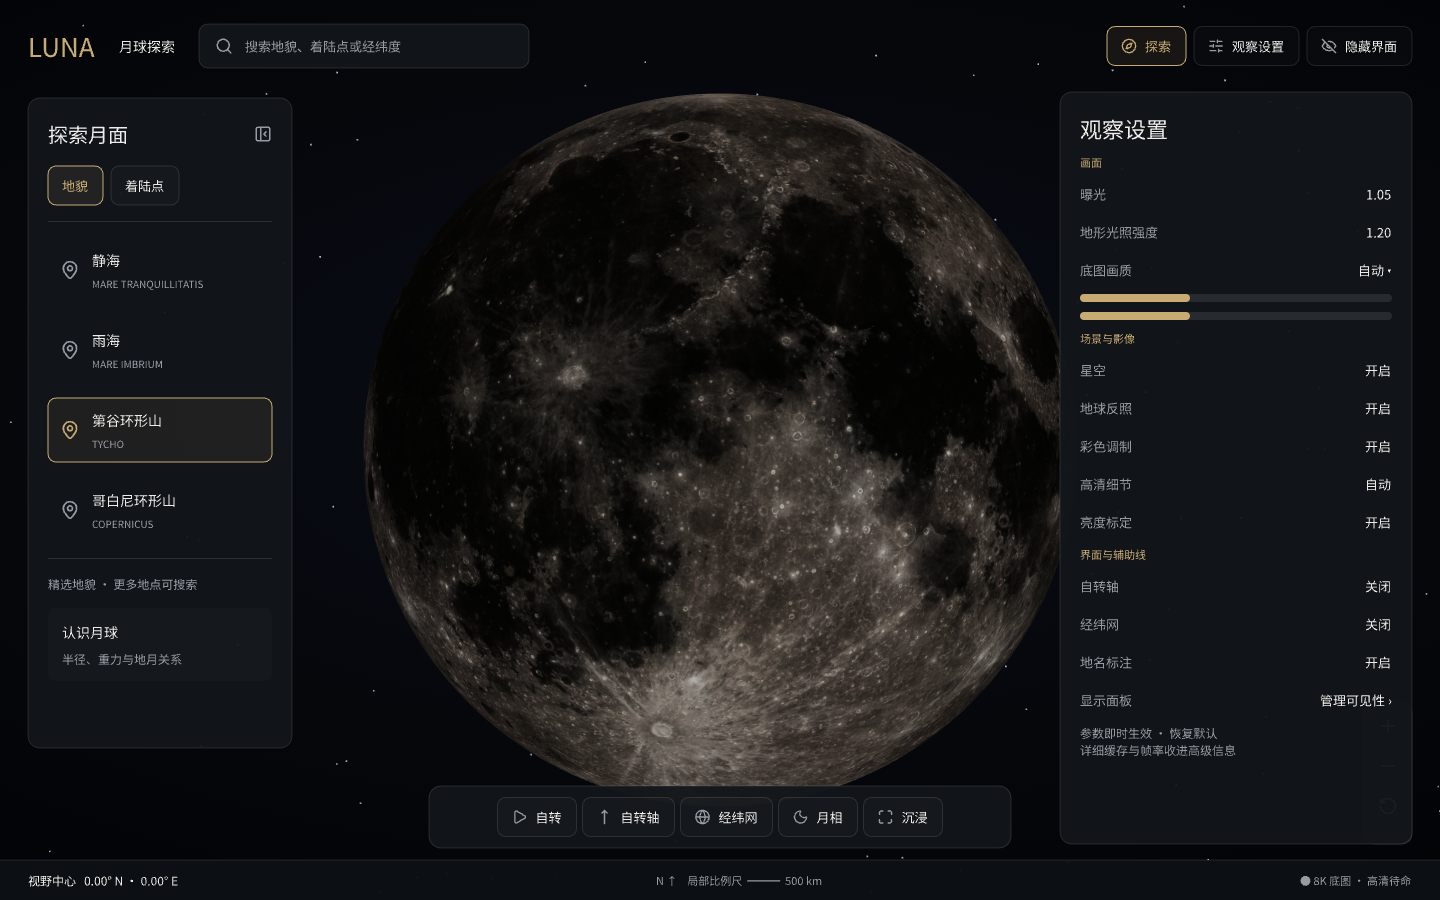 LUNA
月球探索
搜索地貌、着陆点或经纬度
探索
观察设置
隐藏界面
探索月面
地貌
着陆点
静海
MARE TRANQUILLITATIS
雨海
MARE IMBRIUM
第谷环形山
TYCHO
哥白尼环形山
COPERNICUS
精选地貌 · 更多地点可搜索
认识月球
半径、重力与地月关系
观察设置
画面
曝光 1.05
地形光照强度 1.20
底图画质 自动
场景与影像
星空 开启
地球反照 开启
彩色调制 开启
高清细节 自动
亮度标定 开启
界面与辅助线
自转轴 关闭
经纬网 关闭
地名标注 开启
显示面板 管理可见性 ›
参数即时生效 · 恢复默认
详细缓存与帧率收进高级信息
自转
自转轴
经纬网
月相
沉浸
视野中心 0.00° N · 0.00° E
N ↑ 局部比例尺 500 km
8K 底图 · 高清待命